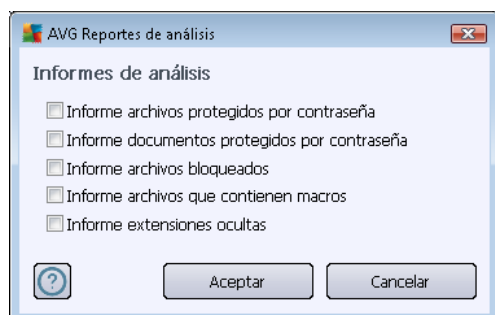 AVG Reportes de análisis
Informes de análisis
Informe archivos protegidos por contraseña
Informe documentos protegidos por contraseña
Informe archivos bloqueados
Informe archivos que contienen macros
Informe extensiones ocultas
?
Aceptar
Cancelar